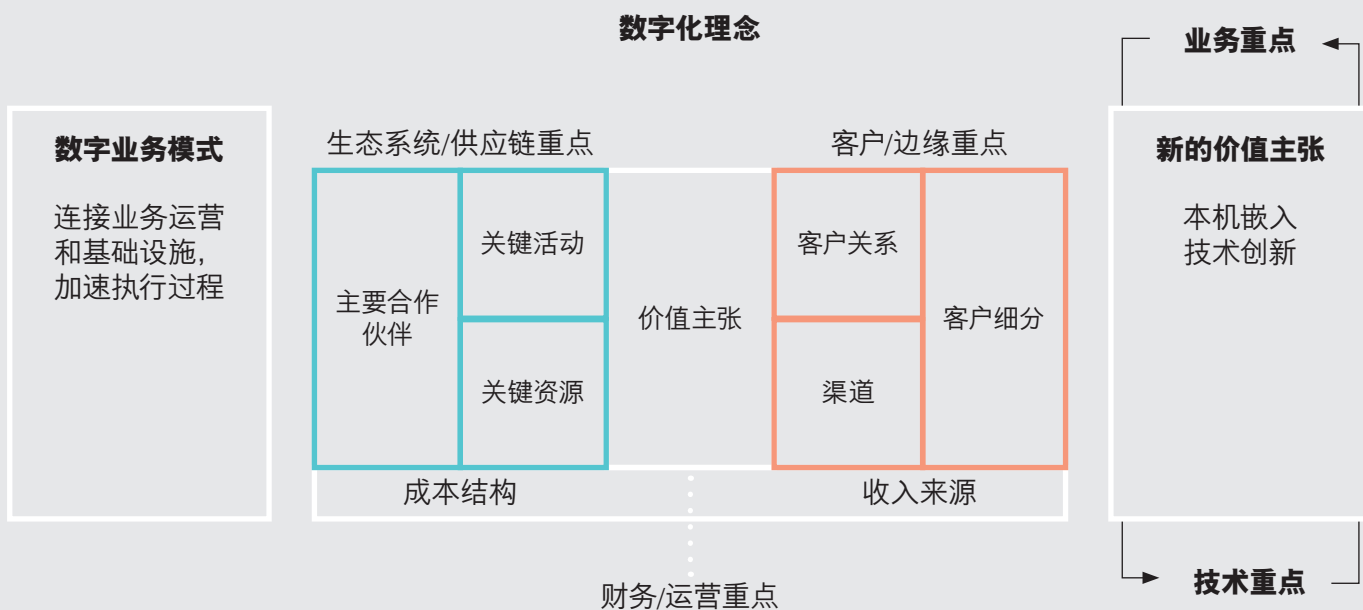 数字化理念
业务重点
数字业务模式
连接业务运营
和基础设施，
加速执行过程
生态系统/供应链重点
主要合作
伙伴
关键活动
关键资源
价值主张
客户/边缘重点
客户关系
渠道
客户细分
成本结构
收入来源
财务/运营重点
新的价值主张
本机嵌入
技术创新
技术重点